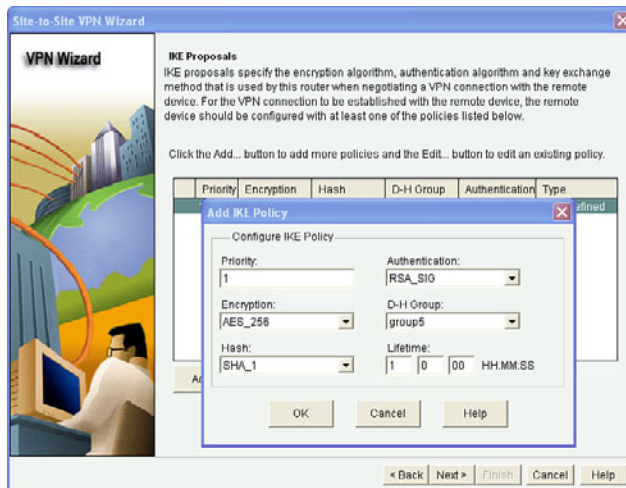 Site-to-Site VPN Wizard
VPN Wizard
IKE Proposals
IKE proposals specify the encryption algorithm, authentication algorithm and key exchange
method that is used by this router when negotiating a VPN connection with the remote
device. For the VPN connection to be established with the remote device, the remote
device should be configured with at least one of the policies listed below.
Click the Add... button to add more policies and the Edit... button to edit an existing policy.
Priority Encryption Hash D-H Group Authentication Type
Add IKE Policy
Configure IKE Policy
Priority: Authentication:
1 RSA_SIG
Encryption: D-H Group:
AES_256 group5
Hash: Lifetime:
SHA_1 1 0 00 HH:MM:SS
OK Cancel Help
< Back Next > Finish Cancel Help